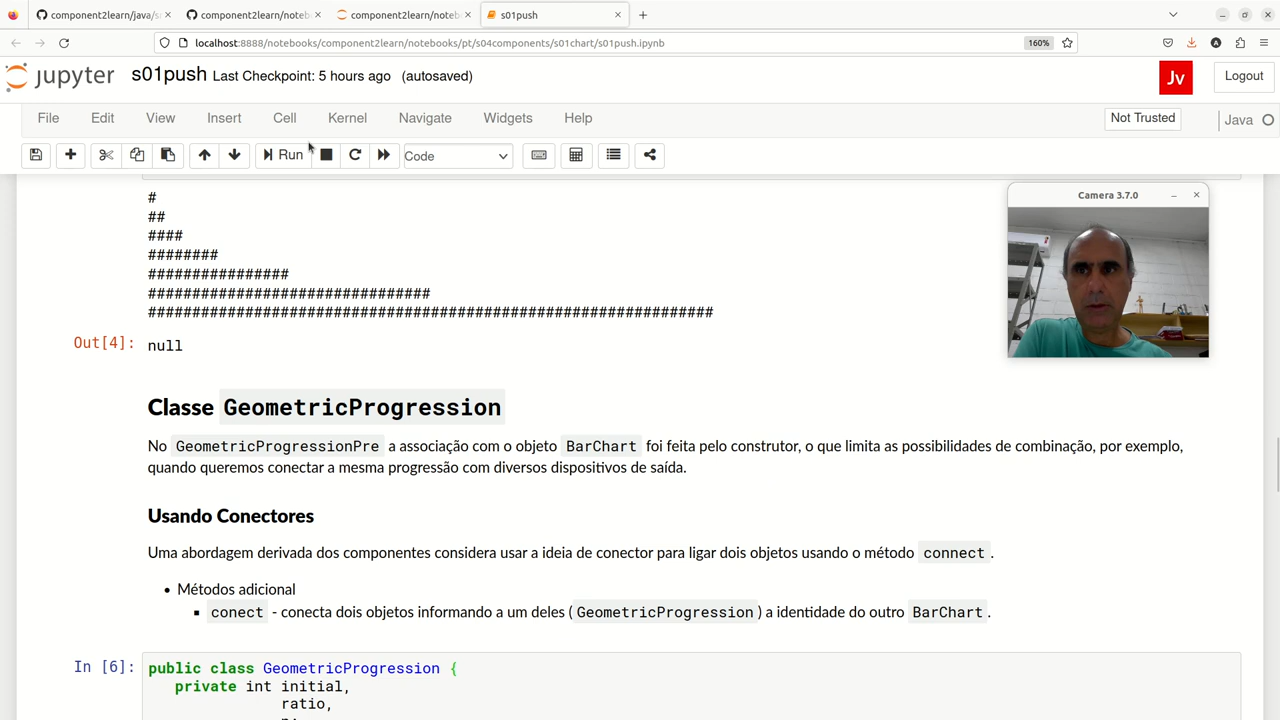 component2learn/java/s
component2learn/noteb
component2learn/note
s01push
localhost:8888/notebooks/component2learn/notebooks/pt/s04components/s01chart/s01push.ipynb
160%
jupyter s01push Last Checkpoint: 5 hours ago (autosaved)
Jv
Logout
File Edit View Insert Cell Kernel Navigate Widgets Help
Not Trusted
Java
Run
Code
Camera 3.7.0
#
##
####
########
################
################################
################################################################
Out[4]: null
Classe GeometricProgression
No GeometricProgressionPre a associação com o objeto BarChart foi feita pelo construtor, o que limita as possibilidades de combinação, por exemplo,
quando queremos conectar a mesma progressão com diversos dispositivos de saída.
Usando Conectores
Uma abordagem derivada dos componentes considera usar a ideia de conector para ligar dois objetos usando o método connect.
• Métodos adicional
▪ conect - conecta dois objetos informando a um deles (GeometricProgression) a identidade do outro BarChart.
In [6]: public class GeometricProgression {
private int initial,
ratio,